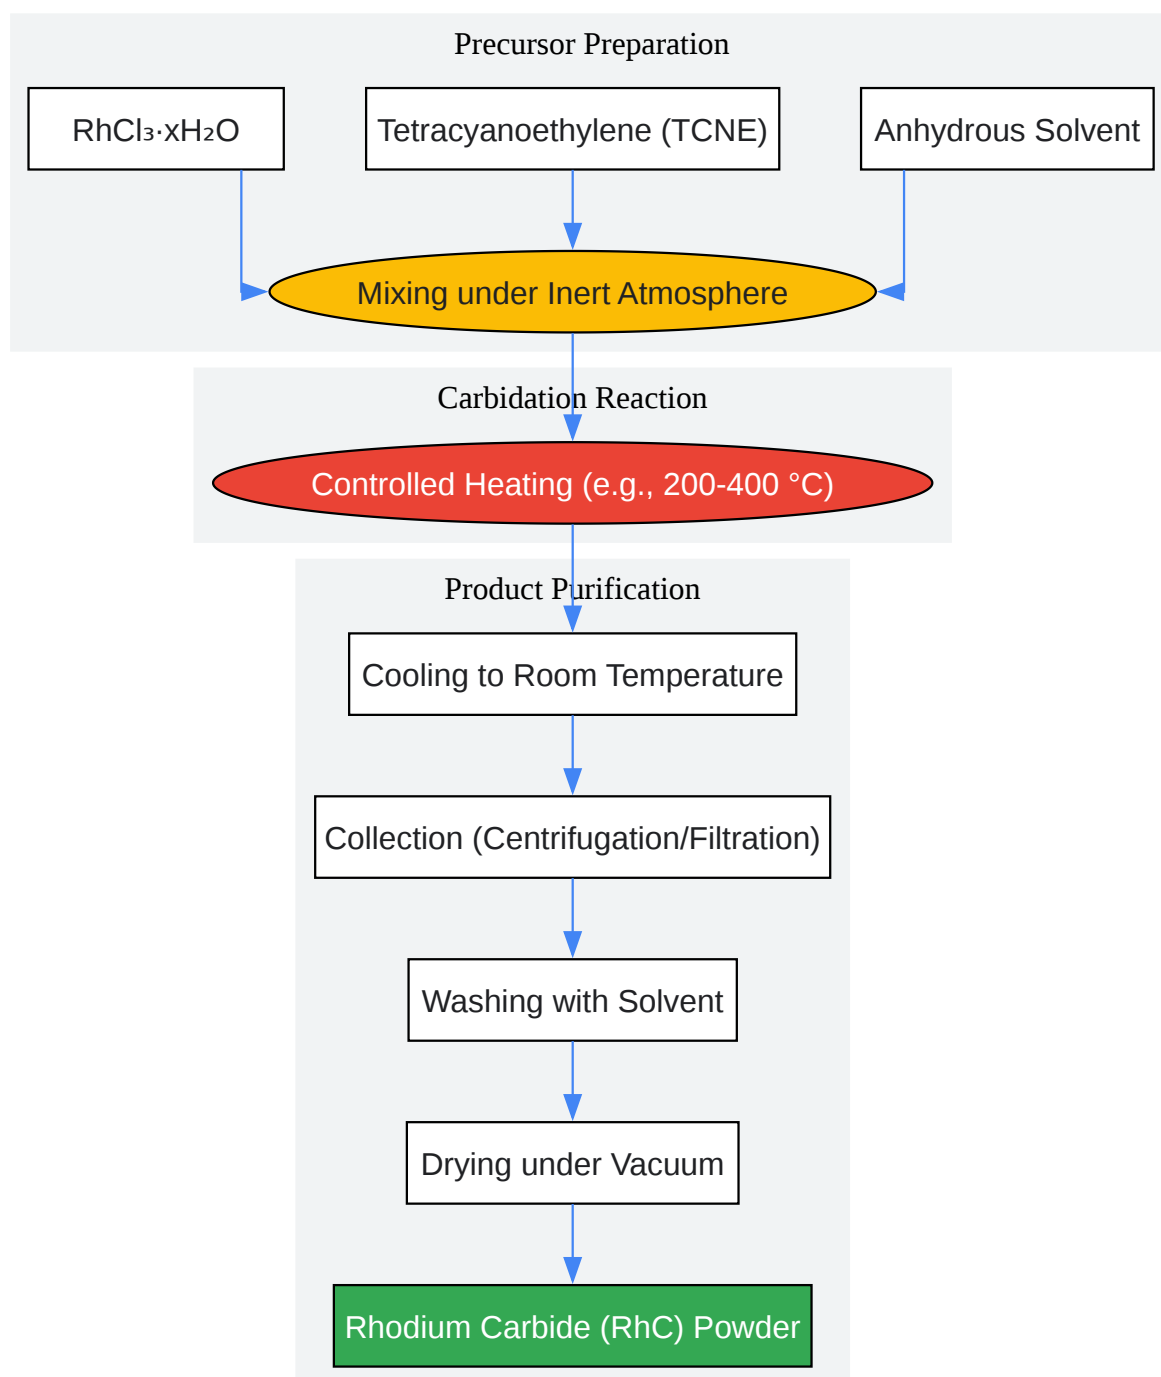 Precursor Preparation
RhCl₃·xH₂O
Tetracyanoethylene (TCNE)
Anhydrous Solvent
Mixing under Inert Atmosphere
Carbidation Reaction
Controlled Heating (e.g., 200-400 °C)
Product Purification
Cooling to Room Temperature
Collection (Centrifugation/Filtration)
Washing with Solvent
Drying under Vacuum
Rhodium Carbide (RhC) Powder